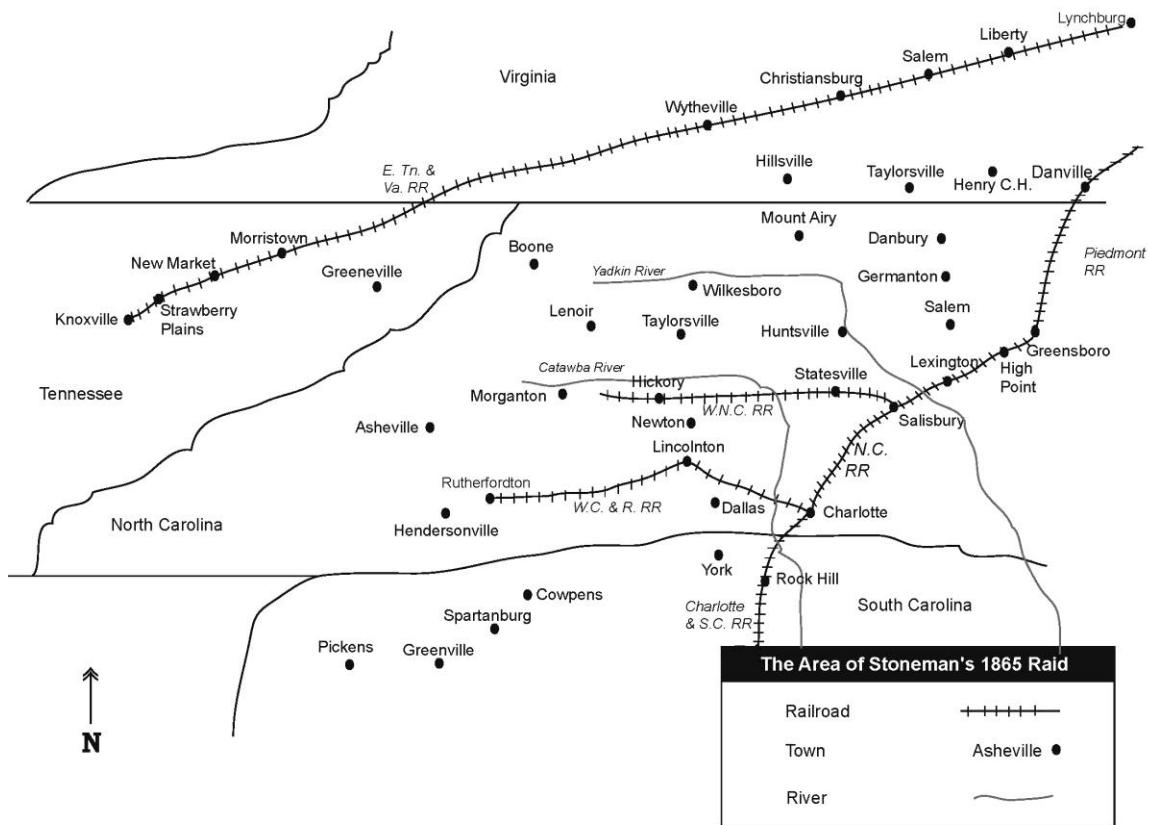 Lynchburg
Liberty
Salem
Virginia
Christiansburg
Wytheville
Hillsville
E. Tn. &
Va. RR
Taylorsville
Henry C.H.
Danville
Mount Airy
Morristown
Danbury
Boone
New Market
Greeneville
Piedmont
RR
Yadkin River
Germanton
Wilkesboro
Strawberry
Plains
Knoxville
Lenoir
Taylorsville
Huntsville
Salem
Greensboro
Lexington
High
Point
Catawba River
Statesville
Tennessee
Morganton
Hickory
W.N.C. RR
Salisbury
Asheville
Newton
Lincolnton
N.C.
RR
Rutherfordton
W.C. & R. RR
Dallas
Charlotte
North Carolina
Hendersonville
York
Rock Hill
Cowpens
Charlotte
& S.C. RR
South Carolina
Spartanburg
Pickens
Greenville
The Area of Stoneman's 1865 Raid
Railroad
N
Town
Asheville
River